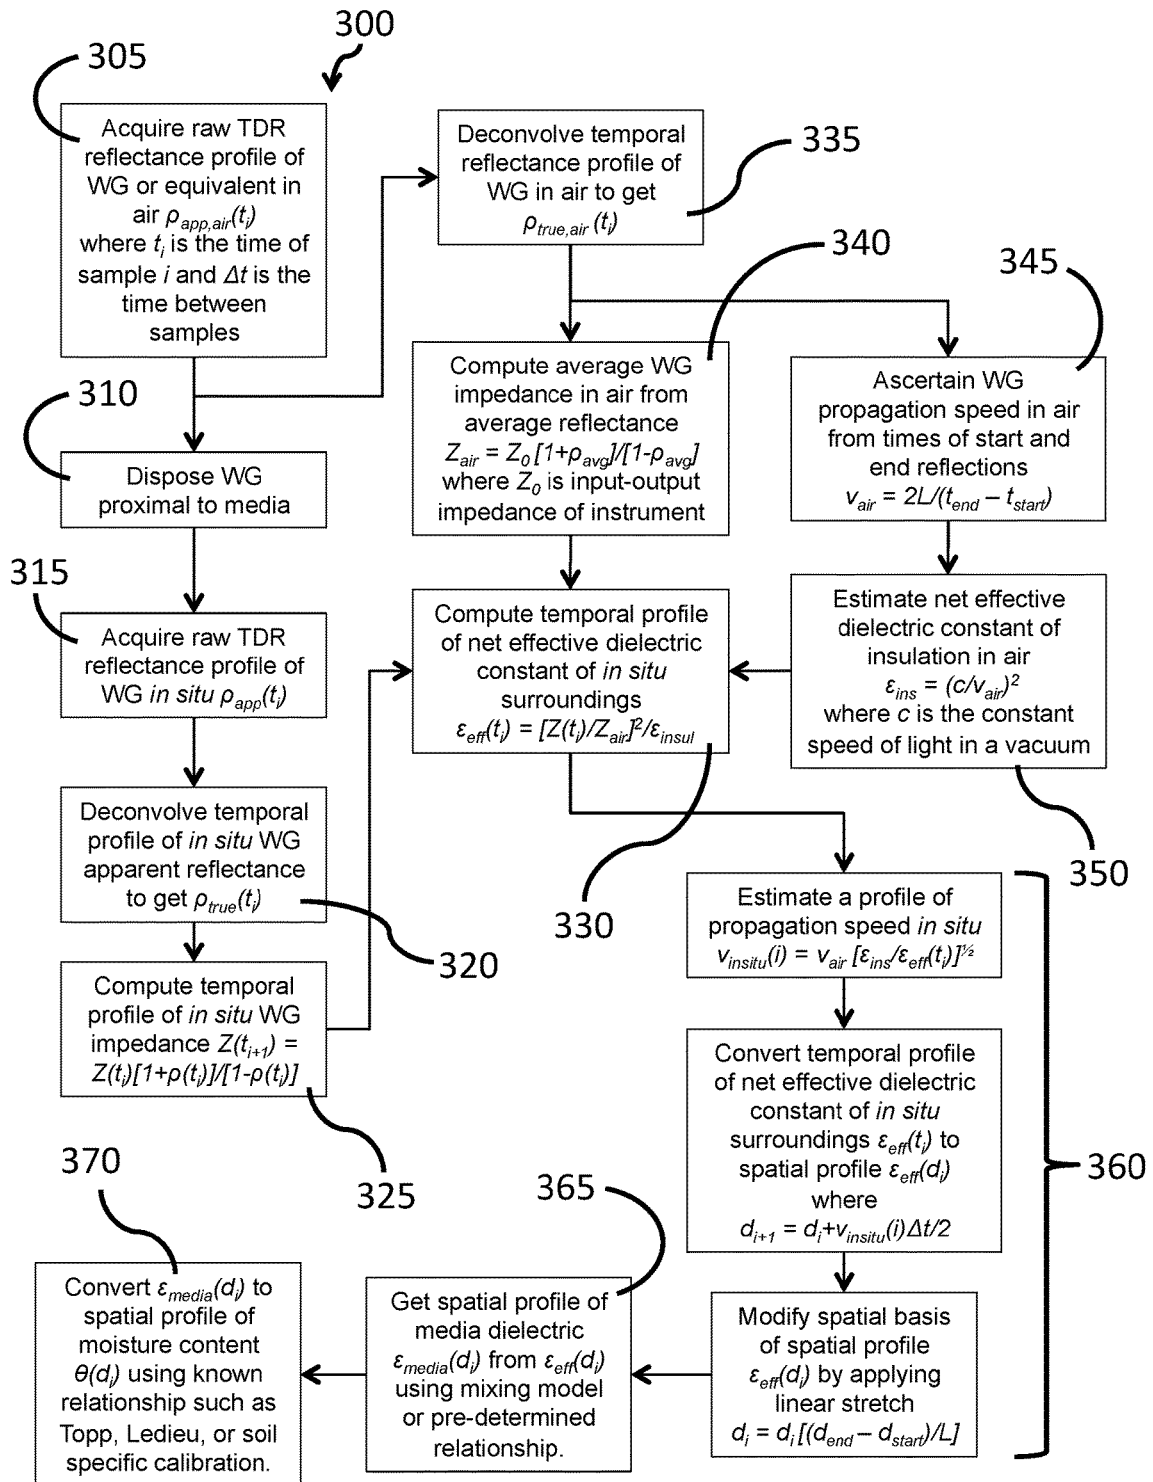 300
305
Acquire raw TDR
reflectance profile of
WG or equivalent in
air ρapp,air(ti)
where ti is the time of
sample i and Δt is the
time between
samples
310
Dispose WG
proximal to media
315
Acquire raw TDR
reflectance profile of
WG in situ ρapp(ti)
Deconvolve temporal
profile of in situ WG
apparent reflectance
to get ρtrue(ti)
320
Compute temporal
profile of in situ WG
impedance Z(ti+1) =
Z(ti)[1+ρ(ti)]/[1-ρ(ti)]
325
Deconvolve temporal
reflectance profile of
WG in air to get
ρtrue,air (ti)
335
340
Compute average WG
impedance in air from
average reflectance
Zair = Z0 [1+ρavg]/[1-ρavg]
where Z0 is input-output
impedance of instrument
345
Ascertain WG
propagation speed in air
from times of start and
end reflections
vair = 2L/(tend – tstart)
Estimate net effective
dielectric constant of
insulation in air
εins = (c/vair)2
where c is the constant
speed of light in a vacuum
350
Compute temporal profile
of net effective dielectric
constant of in situ
surroundings
εeff(ti) = [Z(ti)/Zair]2/εinsul
330
Estimate a profile of
propagation speed in situ
vinsitu(i) = vair [εins/εeff(ti)]½
Convert temporal profile
of net effective dielectric
constant of in situ
surroundings εeff(ti) to
spatial profile εeff(di)
where
di+1 = di+vinsitu(i)Δt/2
Modify spatial basis
of spatial profile
εeff(di) by applying
linear stretch
di = di [(dend – dstart)/L]
360
365
Get spatial profile of
media dielectric
εmedia(di) from εeff(di)
using mixing model
or pre-determined
relationship.
370
Convert εmedia(di) to
spatial profile of
moisture content
θ(di) using known
relationship such as
Topp, Ledieu, or soil
specific calibration.